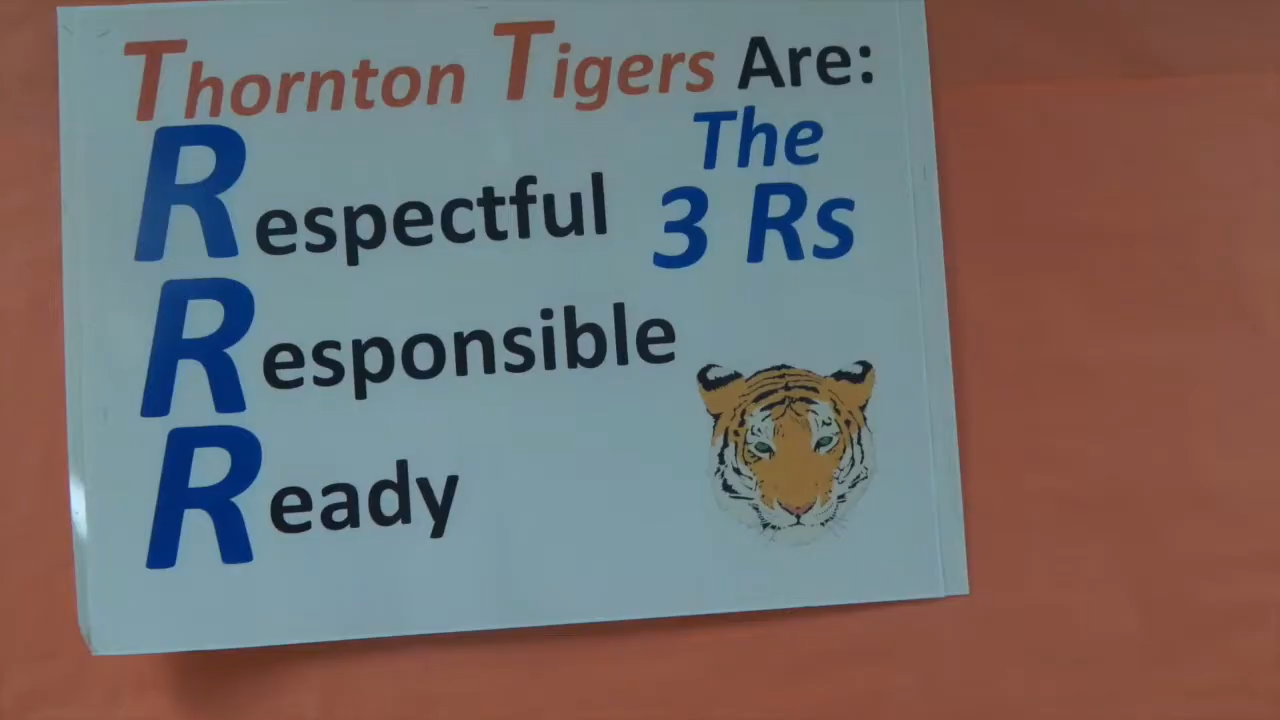 Thornton Tigers Are:
The
3 Rs
Respectful
Responsible
Ready